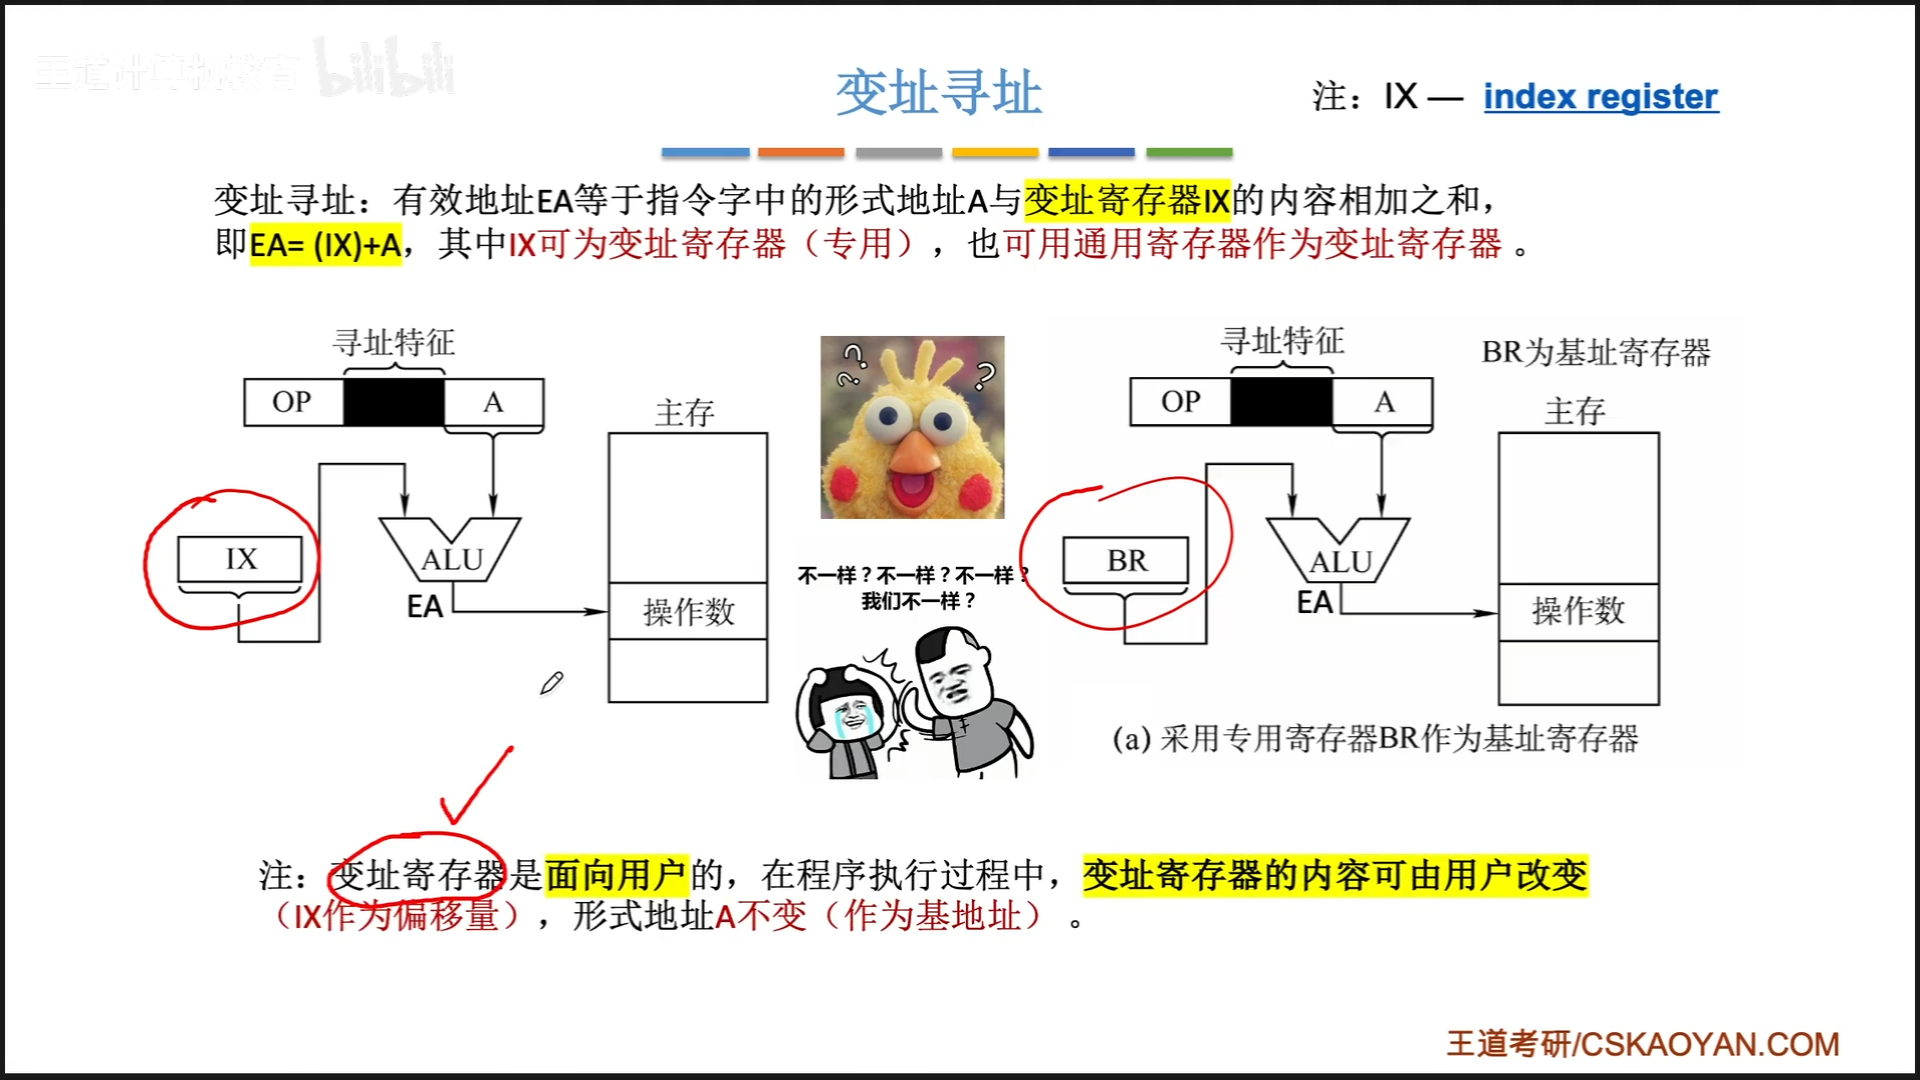 王道计算机教育 bilibili
变址寻址
注：IX — index register
变址寻址：有效地址EA等于指令字中的形式地址A与变址寄存器IX的内容相加之和，
即EA= (IX)+A，其中IX可为变址寄存器（专用），也可用通用寄存器作为变址寄存器 。
寻址特征
OP
A
主存
IX
ALU
EA
操作数
? ? ?
不一样？不一样？不一样？
我们不一样？
寻址特征
BR为基址寄存器
OP
A
主存
BR
ALU
EA
操作数
(a) 采用专用寄存器BR作为基址寄存器
注：变址寄存器是面向用户的，在程序执行过程中，变址寄存器的内容可由用户改变
（IX作为偏移量），形式地址A不变（作为基地址） 。
王道考研/CSKAOYAN.COM